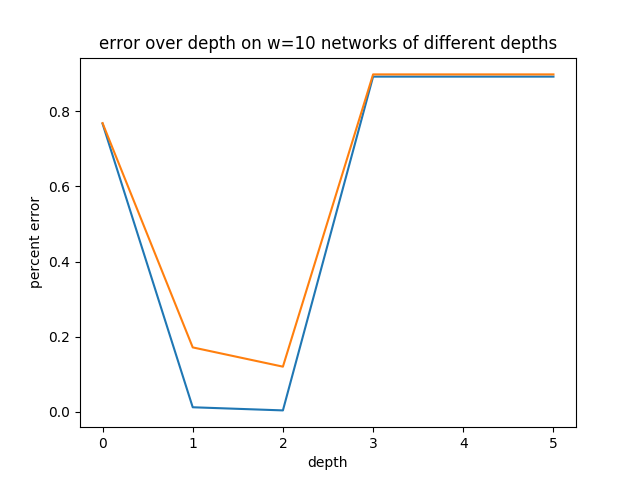 error over depth on w=10 networks of different depths
percent error
0.8
0.6
0.4
0.2
0.0
0 1 2 3 4 5
depth